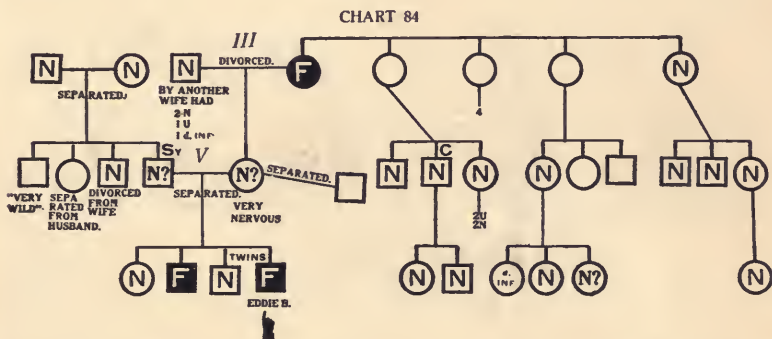 CHART 84
III
DIVORCED.
N N N F N
SEPARATED.
BY ANOTHER
WIFE HAD
2 N
1 U
1 d. INF
4
Sy V C
N N? N? SEPARATED. N N N N N N N
"VERY
WILD".
SEPA
RATED
FROM
HUSBAND.
DIVORCED
FROM
WIFE
SEPARATED.
VERY
NERVOUS
2U
2N
TWINS
N F N F N N d. INF N N? N
EDDIE B.